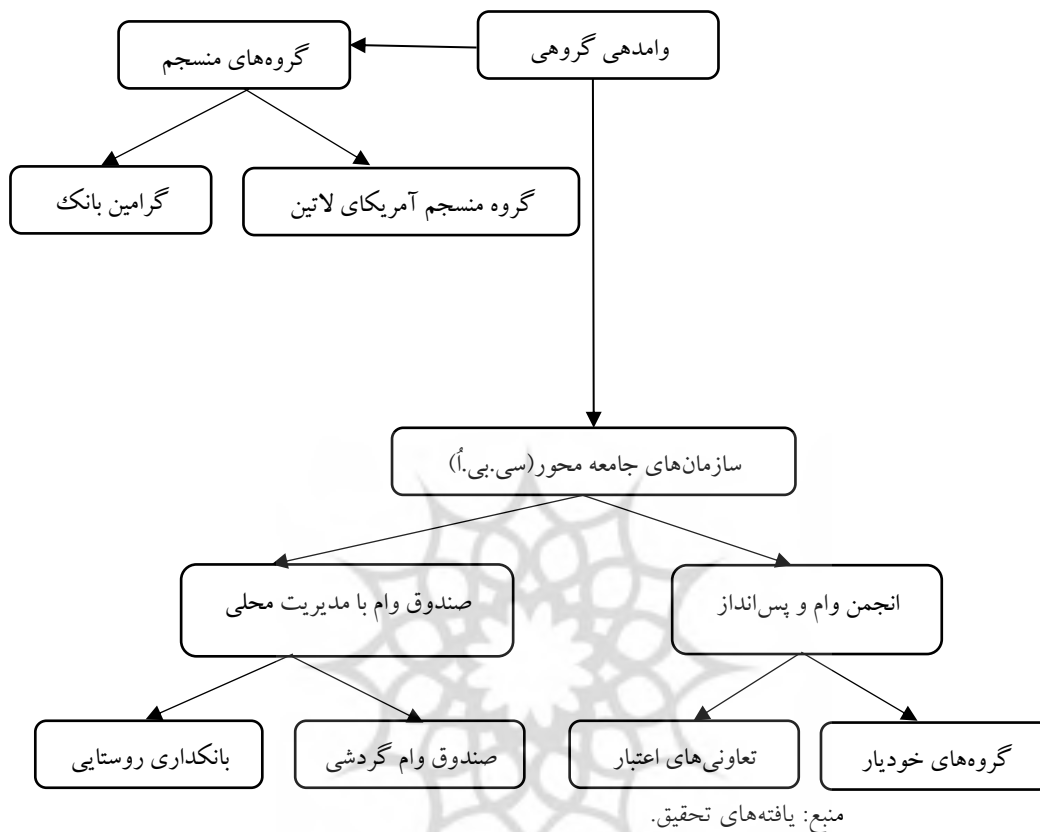 وامدهی گروهی
گروه‌های منسجم
گروه منسجم آمریکای لاتین
گرامین بانک
سازمان‌های جامعه محور(سی.بی.اُ)
انجمن وام و پس‌انداز
صندوق وام با مدیریت محلی
گروه‌های خودیار
تعاونی‌های اعتبار
صندوق وام گردشی
بانکداری روستایی
منبع: یافته‌های تحقیق.